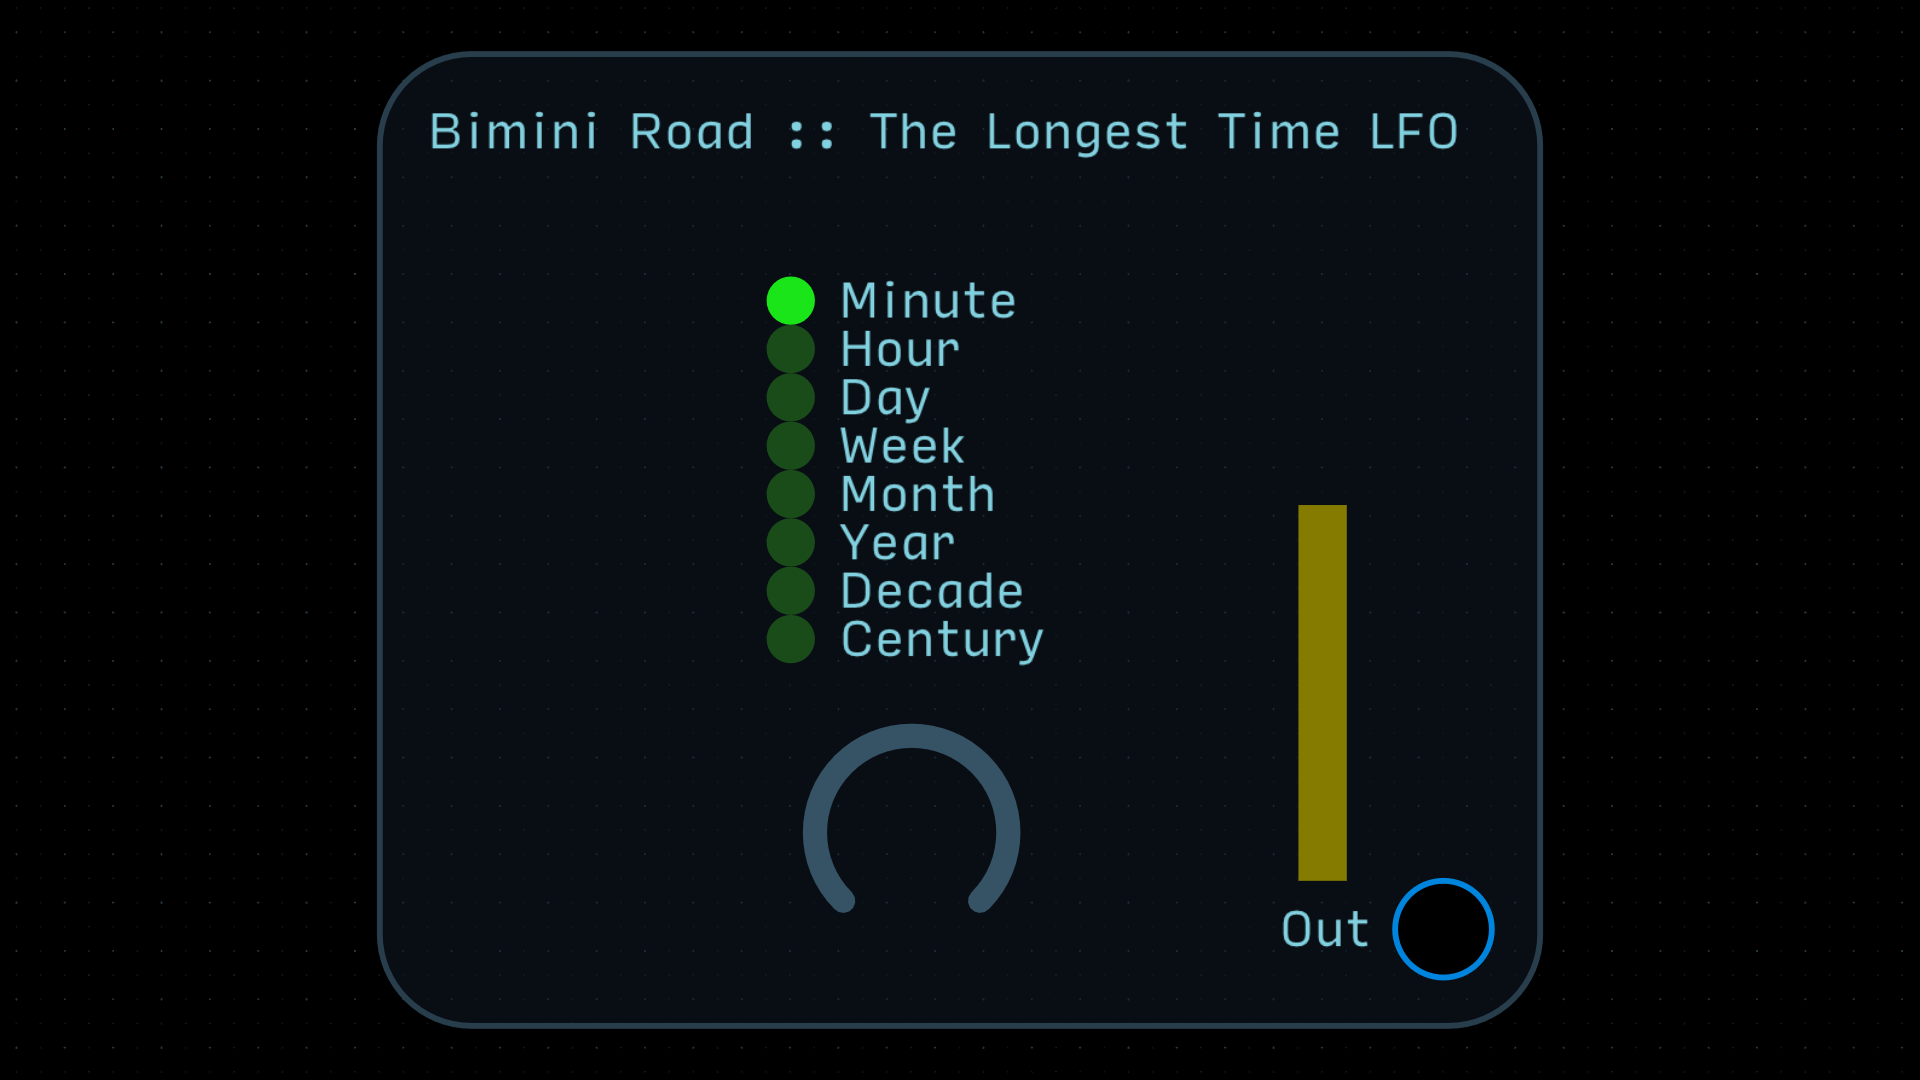 Bimini Road :: The Longest Time LFO
Minute
Hour
Day
Week
Month
Year
Decade
Century
Out